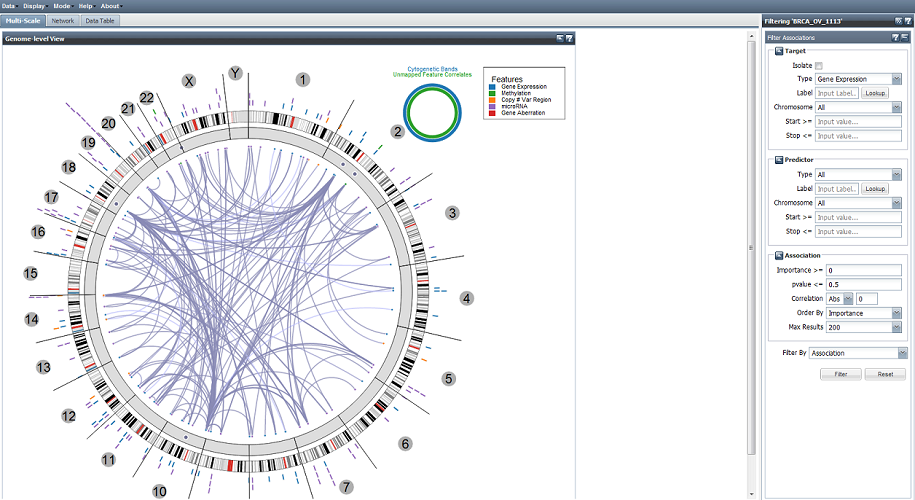 Data Display Mode Help About
Multi-Scale Network Data Table
Genome-level View
Cytogenetic Bands
Unmapped Feature Correlates
Features
Gene Expression
Methylation
Copy # Var Region
microRNA
Gene Aberration
X
Y
1
2
3
4
5
6
7
10
11
12
13
14
15
16
17
18
19
20
21
22
Filtering 'BRCA_OV_1113'
Filter Associations
Target
Isolate
Type Gene Expression
Label Input Label... Lookup
Chromosome All
Start >= Input value...
Stop <= Input value...
Predictor
Type All
Label Input Label... Lookup
Chromosome All
Start >= Input value...
Stop <= Input value...
Association
Importance >= 0
pvalue <= 0.5
Correlation Abs 0
Order By Importance
Max Results 200
Filter By Association
Filter Reset